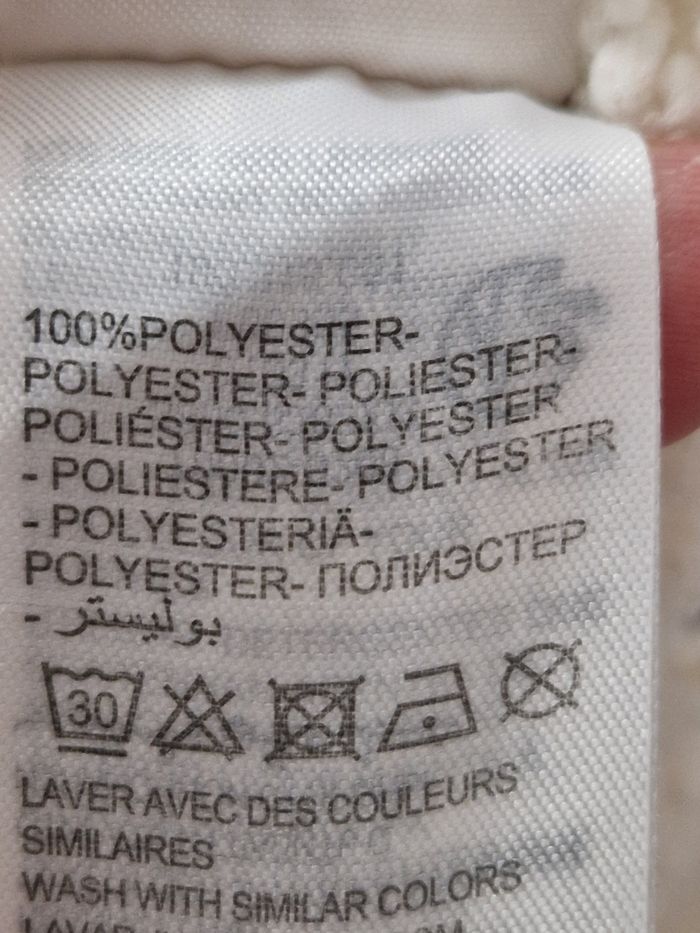 100%POLYESTER-
POLYESTER- POLIESTER-
POLIÉSTER- POLYESTER
- POLIESTERE- POLYESTER
- POLYESTERIÄ-
POLYESTER- ПОЛИЭСТЕР
- بوليستر
30
LAVER AVEC DES COULEURS
SIMILAIRES
WASH WITH SIMILAR COLORS